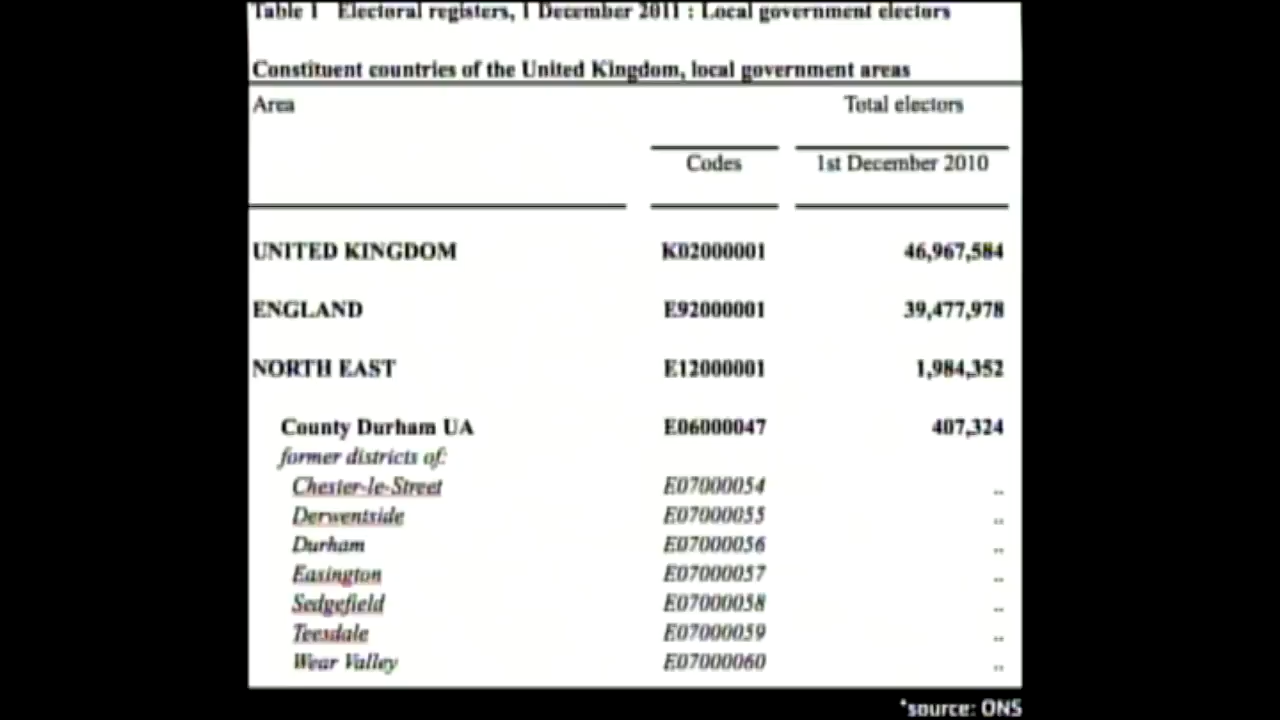 Table 1 Electoral registers, 1 December 2011 : Local government electors
Constituent countries of the United Kingdom, local government areas
Area Total electors
Codes 1st December 2010
UNITED KINGDOM K02000001 46,967,584
ENGLAND E92000001 39,477,978
NORTH EAST E12000001 1,984,352
County Durham UA E06000047 407,324
former districts of:
Chester-le-Street E07000054 ..
Derwentside E07000055 ..
Durham E07000056 ..
Easington E07000057 ..
Sedgefield E07000058 ..
Teesdale E07000059 ..
Wear Valley E07000060 ..
*source: ONS